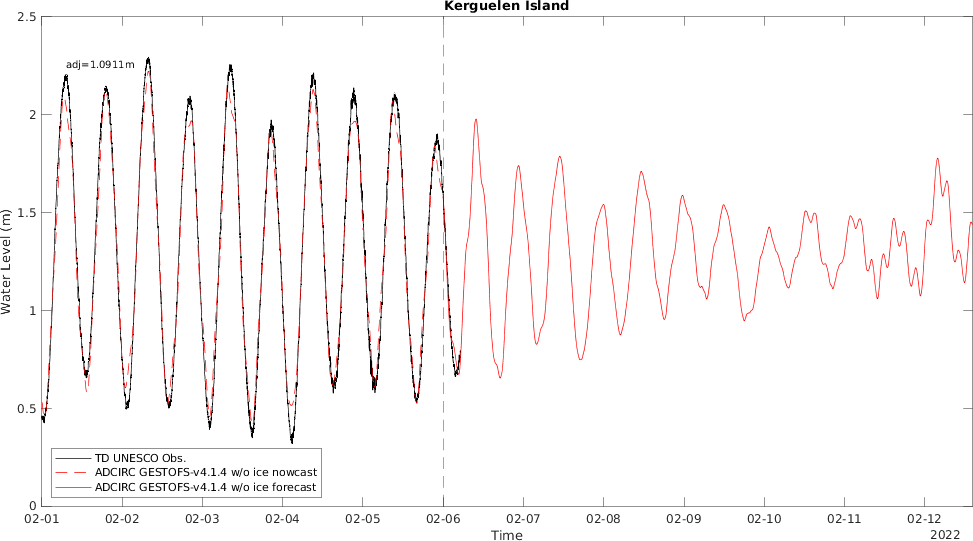 Kerguelen Island
2.5
adj=1.0911m
2
1.5
Water Level (m)
1
0.5
TD UNESCO Obs.
ADCIRC GESTOFS-v4.1.4 w/o ice nowcast
ADCIRC GESTOFS-v4.1.4 w/o ice forecast
0
02-01 02-02 02-03 02-04 02-05 02-06 02-07 02-08 02-09 02-10 02-11 02-12
Time 2022